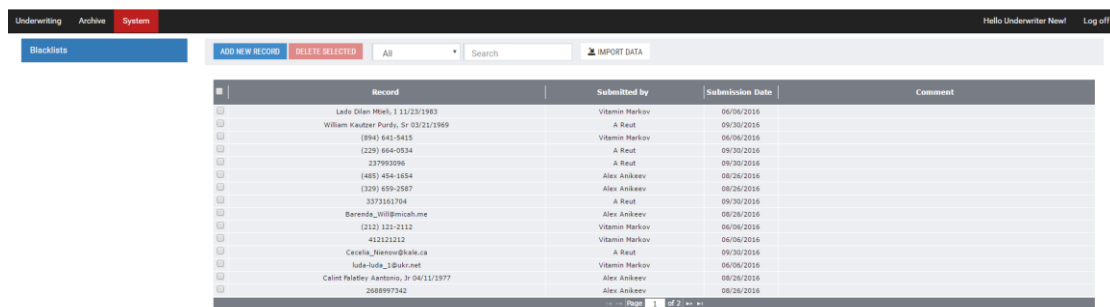 Underwriting Archive System Hello Underwriter New! Log off
Blacklists
ADD NEW RECORD DELETE SELECTED All Search IMPORT DATA
Record Submitted by Submission Date Comment
Lado Dilan Mtieli, I 11/23/1983 Vitamin Markov 06/06/2016
William Kautzer Purdy, Sr 03/21/1969 A Reut 09/30/2016
(894) 641-5415 Vitamin Markov 06/06/2016
(229) 664-0534 A Reut 09/30/2016
237993096 A Reut 09/30/2016
(485) 454-1654 Alex Anikeev 08/26/2016
(329) 659-2587 Alex Anikeev 08/26/2016
3373161704 A Reut 09/30/2016
Barenda_Will@micah.me Alex Anikeev 08/26/2016
(212) 121-2112 Vitamin Markov 06/06/2016
412121212 Vitamin Markov 06/06/2016
Cecelia_Nienow@kale.ca A Reut 09/30/2016
luda-luda_1@ukr.net Vitamin Markov 06/06/2016
Calint Falatley Aantonio, Jr 04/11/1977 Alex Anikeev 08/26/2016
2688997342 Alex Anikeev 08/26/2016
Page 1 of 2